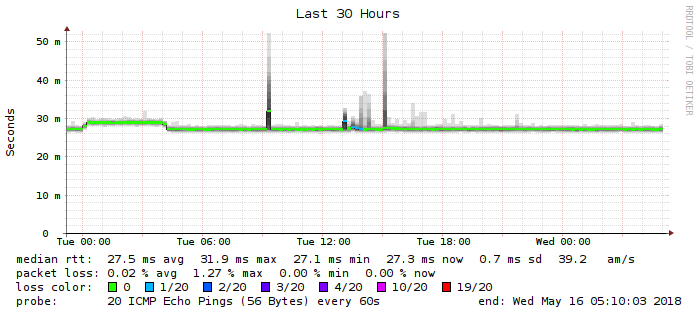 Last 30 Hours
RRDTOOL / TOBI OETIKER
Seconds
50 m
40 m
30 m
20 m
10 m
0
Tue 00:00 Tue 06:00 Tue 12:00 Tue 18:00 Wed 00:00
median rtt: 27.5 ms avg 31.9 ms max 27.1 ms min 27.3 ms now 0.7 ms sd 39.2 am/s
packet loss: 0.02 % avg 1.27 % max 0.00 % min 0.00 % now
loss color: 0 1/20 2/20 3/20 4/20 10/20 19/20
probe: 20 ICMP Echo Pings (56 Bytes) every 60s end: Wed May 16 05:10:03 2018